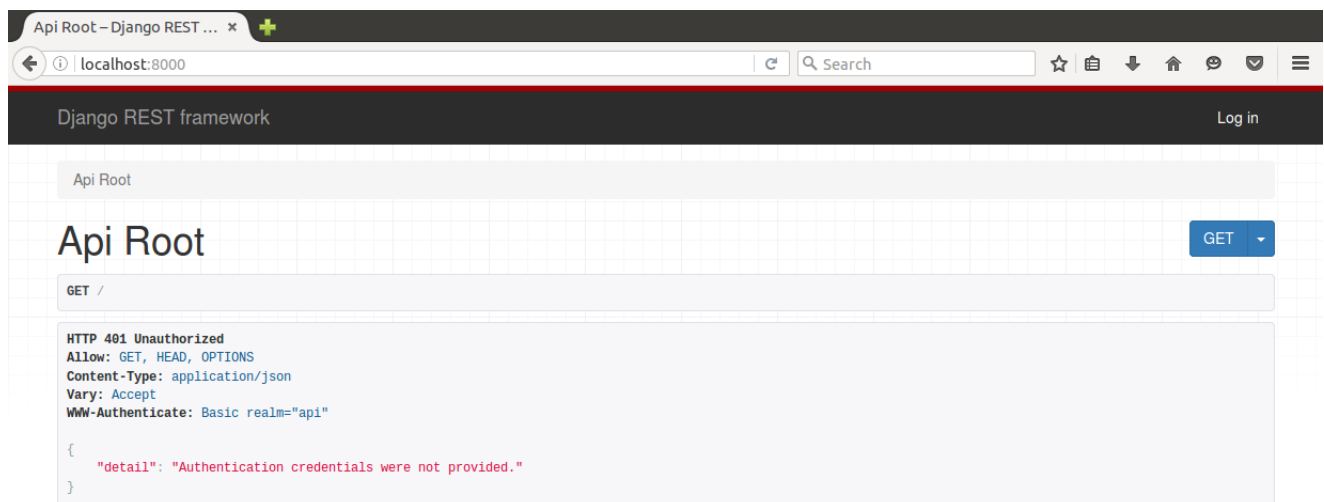 Api Root – Django REST ...
localhost:8000
Search
Django REST framework
Log in
Api Root
Api Root
GET
GET /
HTTP 401 Unauthorized
Allow: GET, HEAD, OPTIONS
Content-Type: application/json
Vary: Accept
WWW-Authenticate: Basic realm="api"
{
"detail": "Authentication credentials were not provided."
}